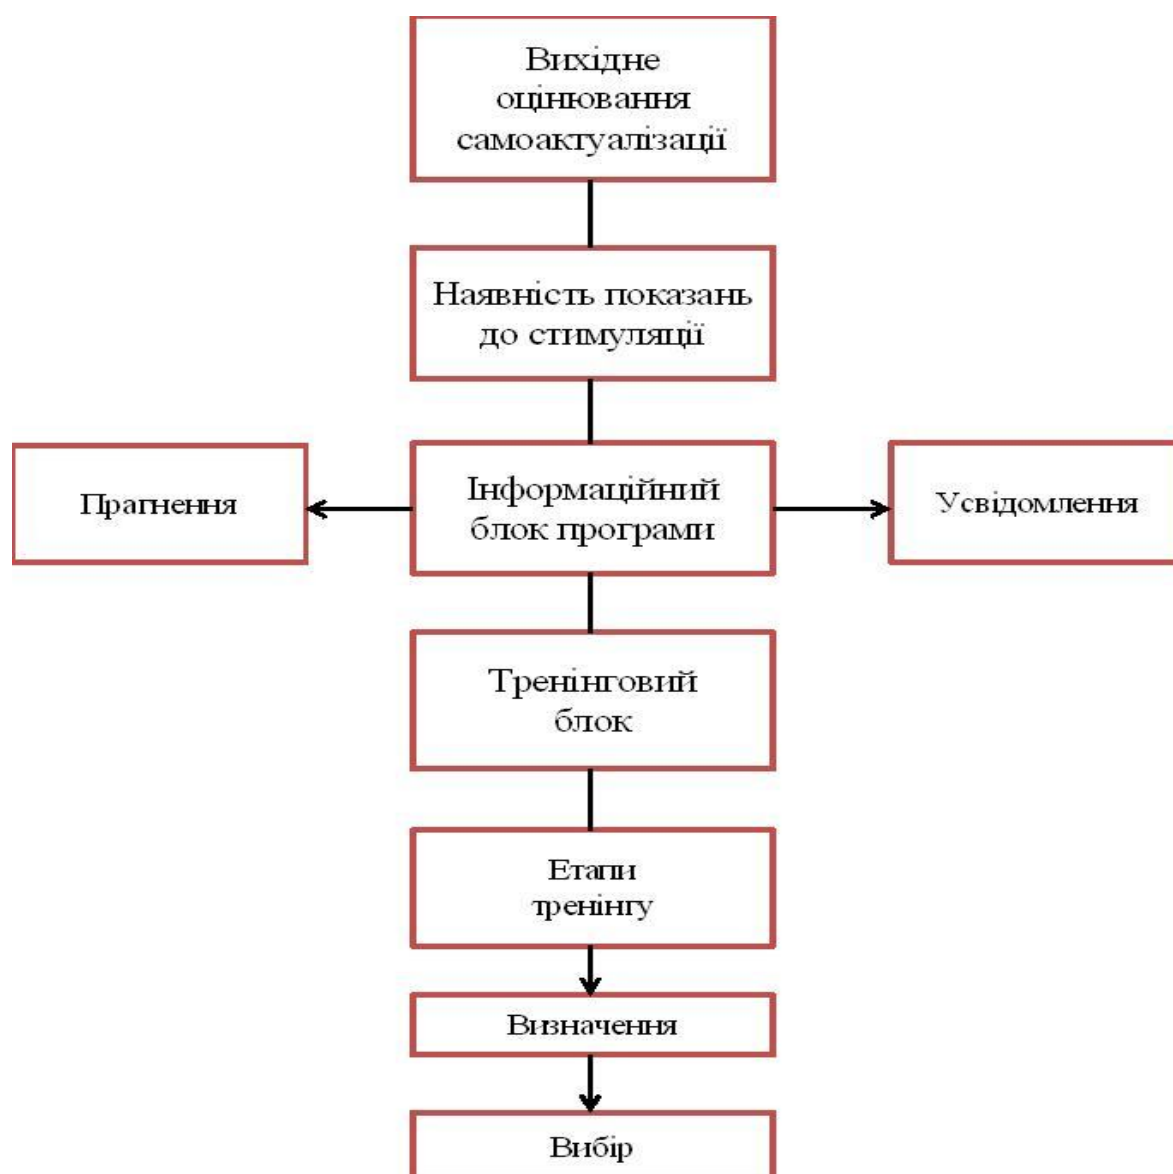 Вихідне
оцінювання
самоактуалізації
Наявність показань
до стимуляції
Прагнення
Інформаційний
блок програми
Усвідомлення
Тренінговий
блок
Етапи
тренінгу
Визначення
Вибір